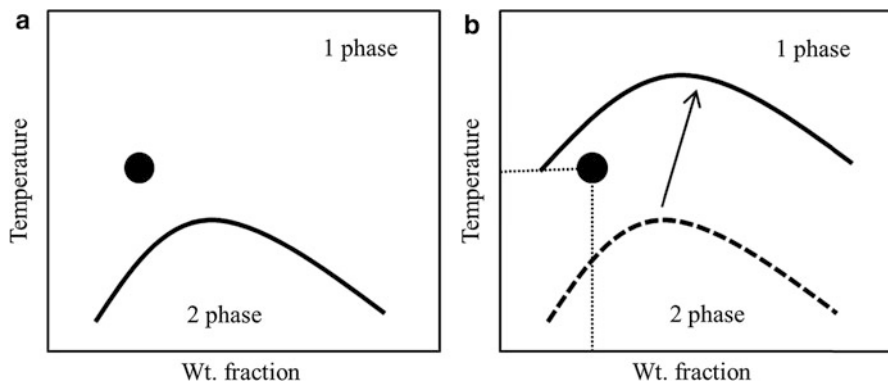 a
1 phase
Temperature
2 phase
Wt. fraction
b
1 phase
Temperature
2 phase
Wt. fraction